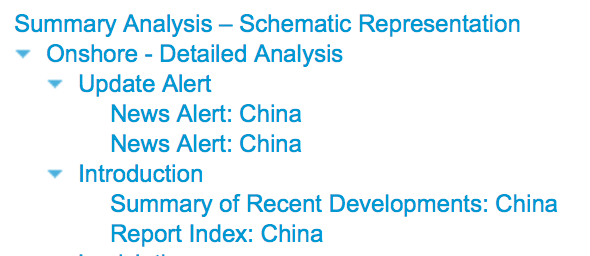 Summary Analysis – Schematic Representation
Onshore - Detailed Analysis
Update Alert
News Alert: China
News Alert: China
Introduction
Summary of Recent Developments: China
Report Index: China